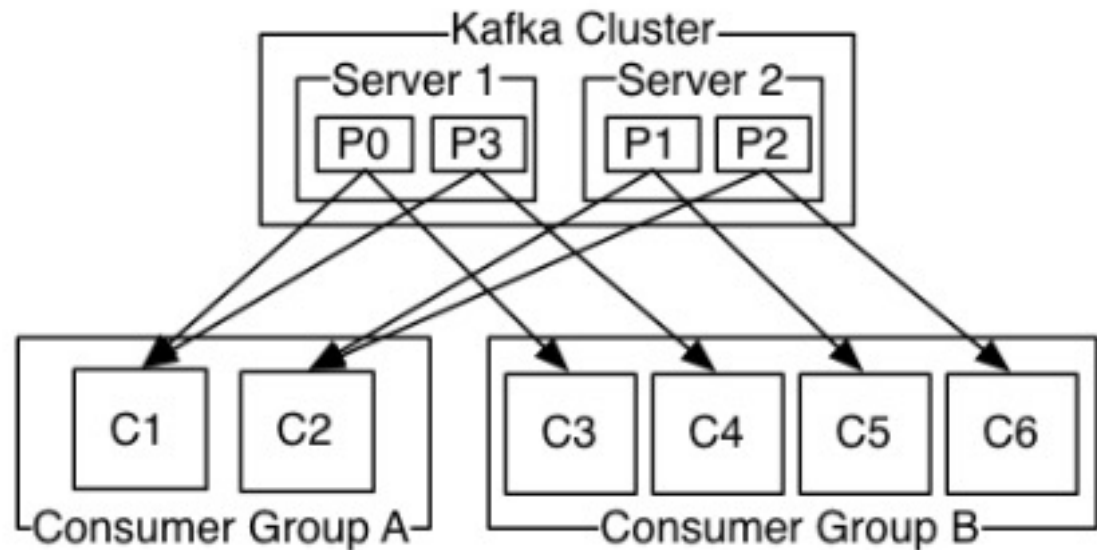 Kafka Cluster
Server 1 Server 2
P0 P3 P1 P2
C1 C2 C3 C4 C5 C6
Consumer Group A Consumer Group B